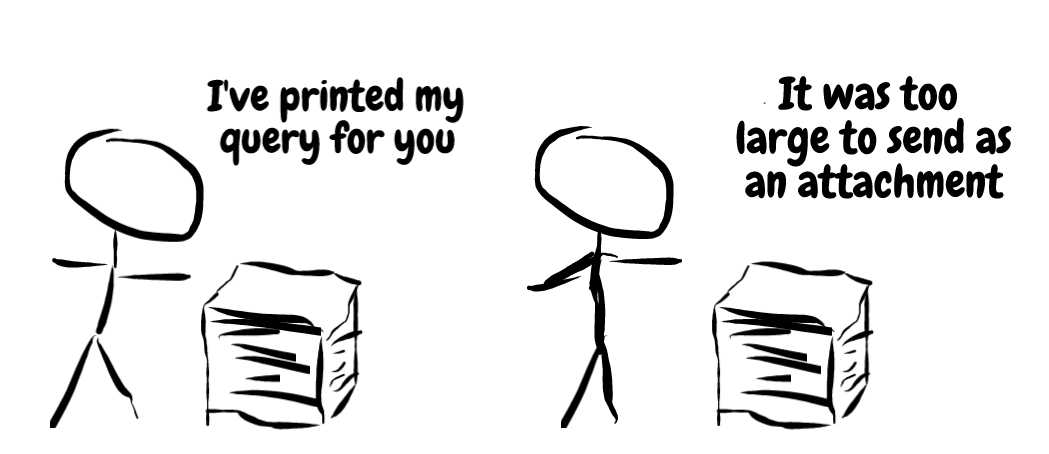 I've printed my
query for you
It was too
large to send as
an attachment